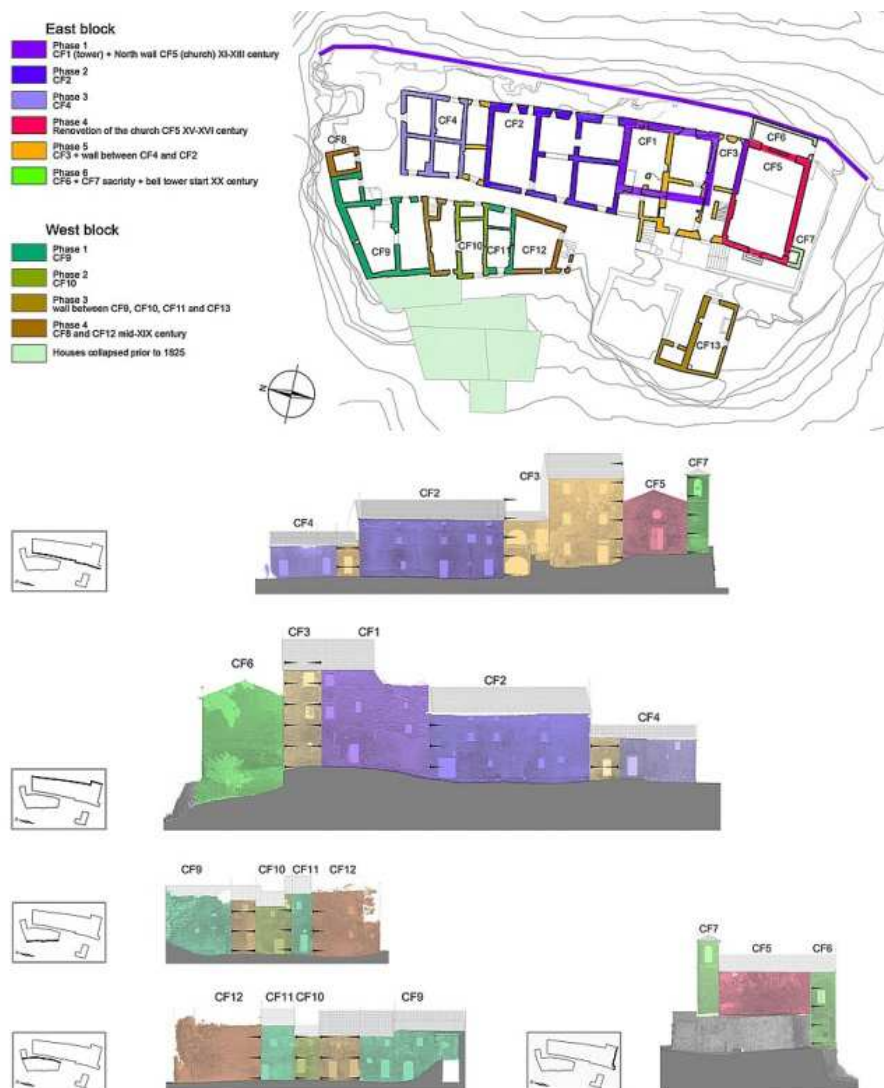 East block
Phase 1
CF1 (tower) + North wall CF5 (church) XI-XIII century
Phase 2
CF2
Phase 3
CF4
Phase 4
Renovetion of the church CF5 XV-XVI century
Phase 5
CF3 + wall between CF4 and CF2
Phase 6
CF6 + CF7 sacristy + bell tower start XX century
West block
Phase 1
CF9
Phase 2
CF10
Phase 3
wall between CF9, CF10, CF11 and CF13
Phase 4
CF8 and CF12 mid-XIX century
Houses collapsed prior to 1825
CF4
CF2
CF1
CF3
CF6
CF5
CF8
CF7
CF9
CF10
CF11
CF12
CF13
N
CF4
CF2
CF3
CF5
CF7
CF6
CF3
CF1
CF2
CF4
CF9
CF10
CF11
CF12
CF7
CF5
CF6
CF12
CF11
CF10
CF9